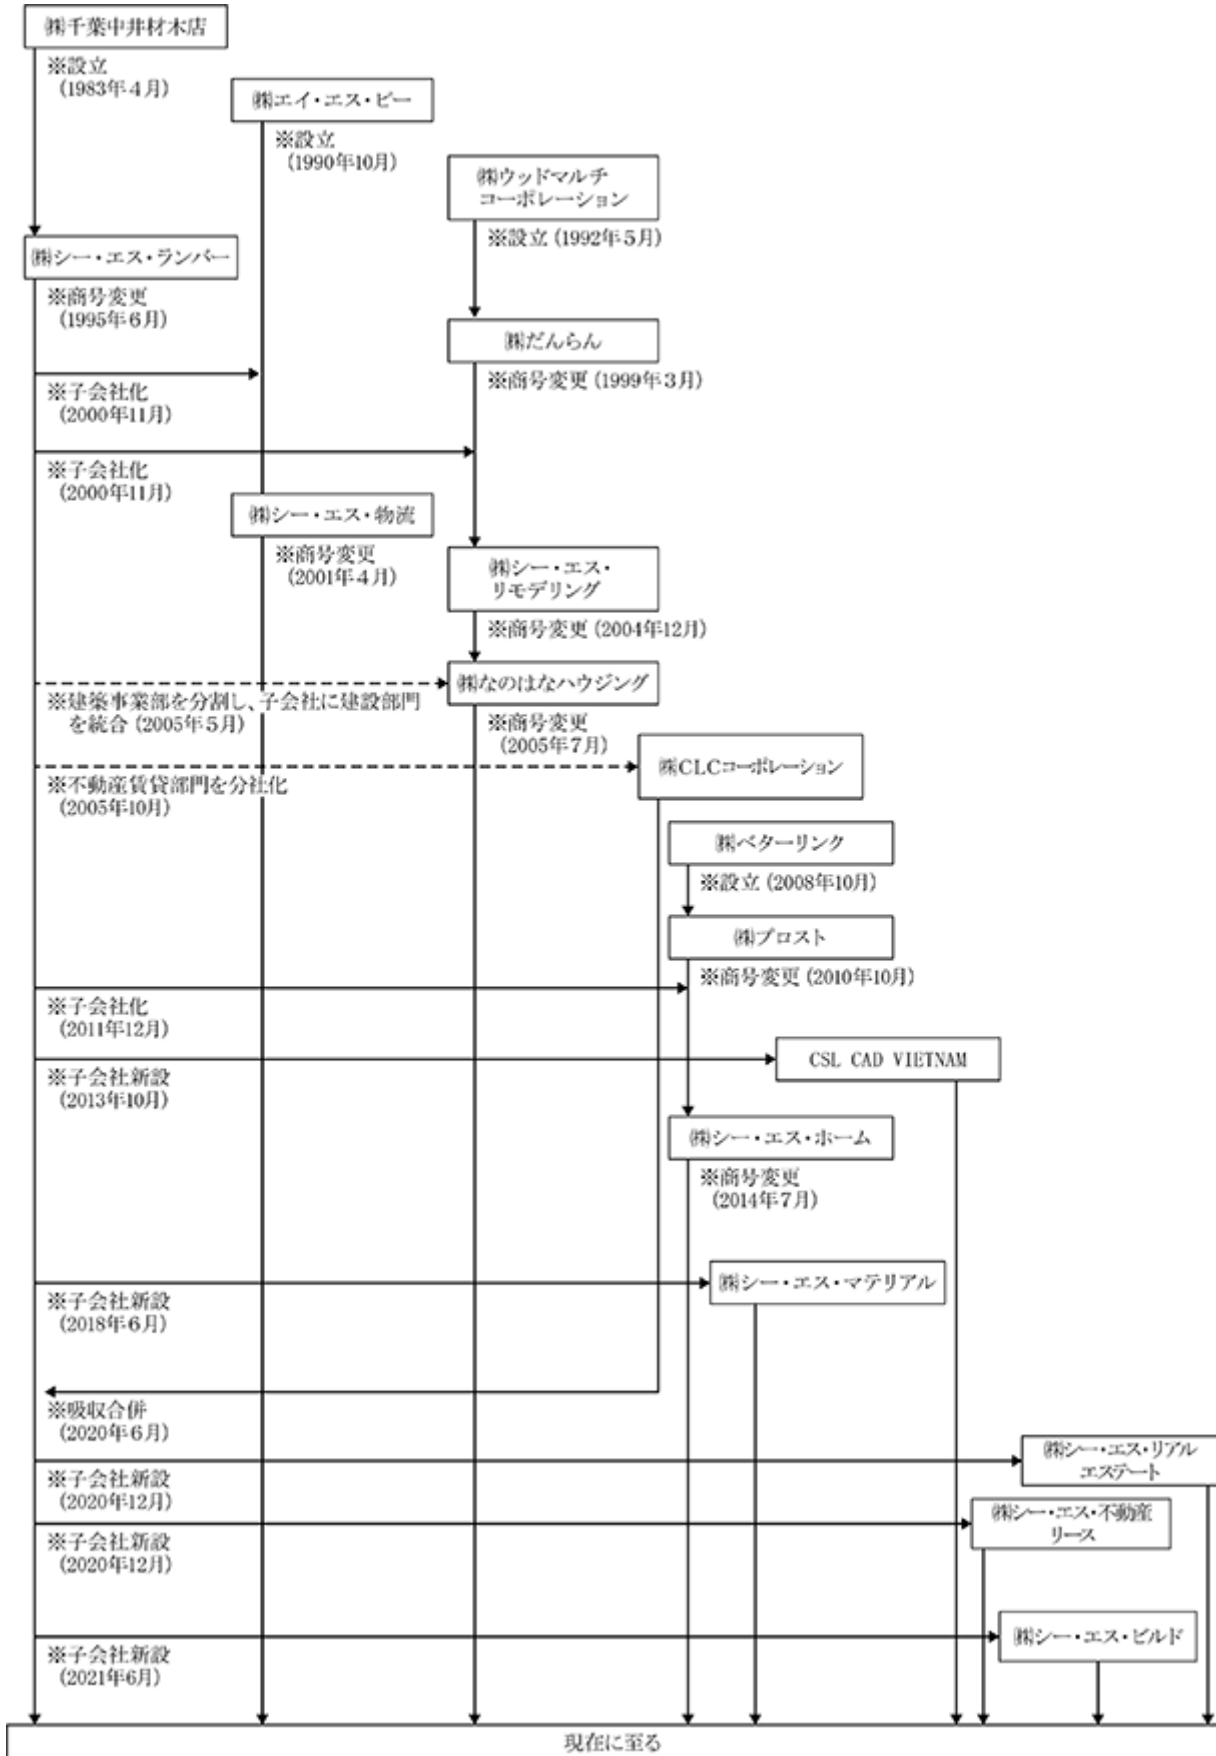 ㈱千葉中井材木店
※設立
(1983年4月)
㈱エイ・エス・ビー
※設立
(1990年10月)
㈱ウッドマルチ
コーポレーション
※設立 (1992年5月)
㈱シー・エス・ランバー
※商号変更
(1995年6月)
㈱だんらん
※商号変更 (1999年3月)
※子会社化
(2000年11月)
※子会社化
(2000年11月)
㈱シー・エス・物流
※商号変更
(2001年4月)
㈱シー・エス・
リモデリング
※商号変更 (2004年12月)
㈱なのはなハウジング
※建築事業部を分割し、子会社に建設部門
を統合 (2005年5月)
※商号変更
(2005年7月)
㈱CLCコーポレーション
※不動産賃貸部門を分社化
(2005年10月)
㈱ベターリンク
※設立 (2008年10月)
㈱プロスト
※商号変更 (2010年10月)
※子会社化
(2011年12月)
CSL CAD VIETNAM
※子会社新設
(2013年10月)
㈱シー・エス・ホーム
※商号変更
(2014年7月)
㈱シー・エス・マテリアル
※子会社新設
(2018年6月)
※吸収合併
(2020年6月)
㈱シー・エス・リアル
エステート
※子会社新設
(2020年12月)
㈱シー・エス・不動産
リース
※子会社新設
(2020年12月)
㈱シー・エス・ビルド
※子会社新設
(2021年6月)
現在に至る